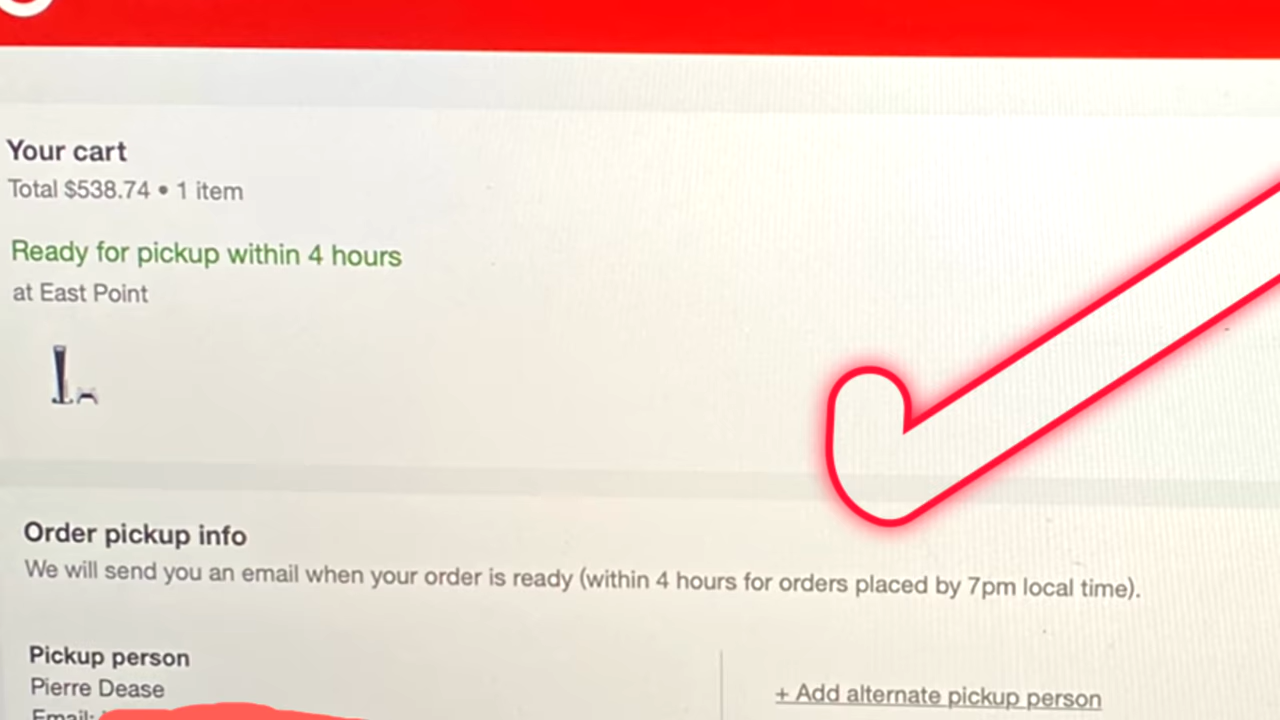 Your cart
Total $538.74 • 1 item
Ready for pickup within 4 hours
at East Point
Order pickup info
We will send you an email when your order is ready (within 4 hours for orders placed by 7pm local time).
Pickup person
Pierre Dease
+ Add alternate pickup person
Email: